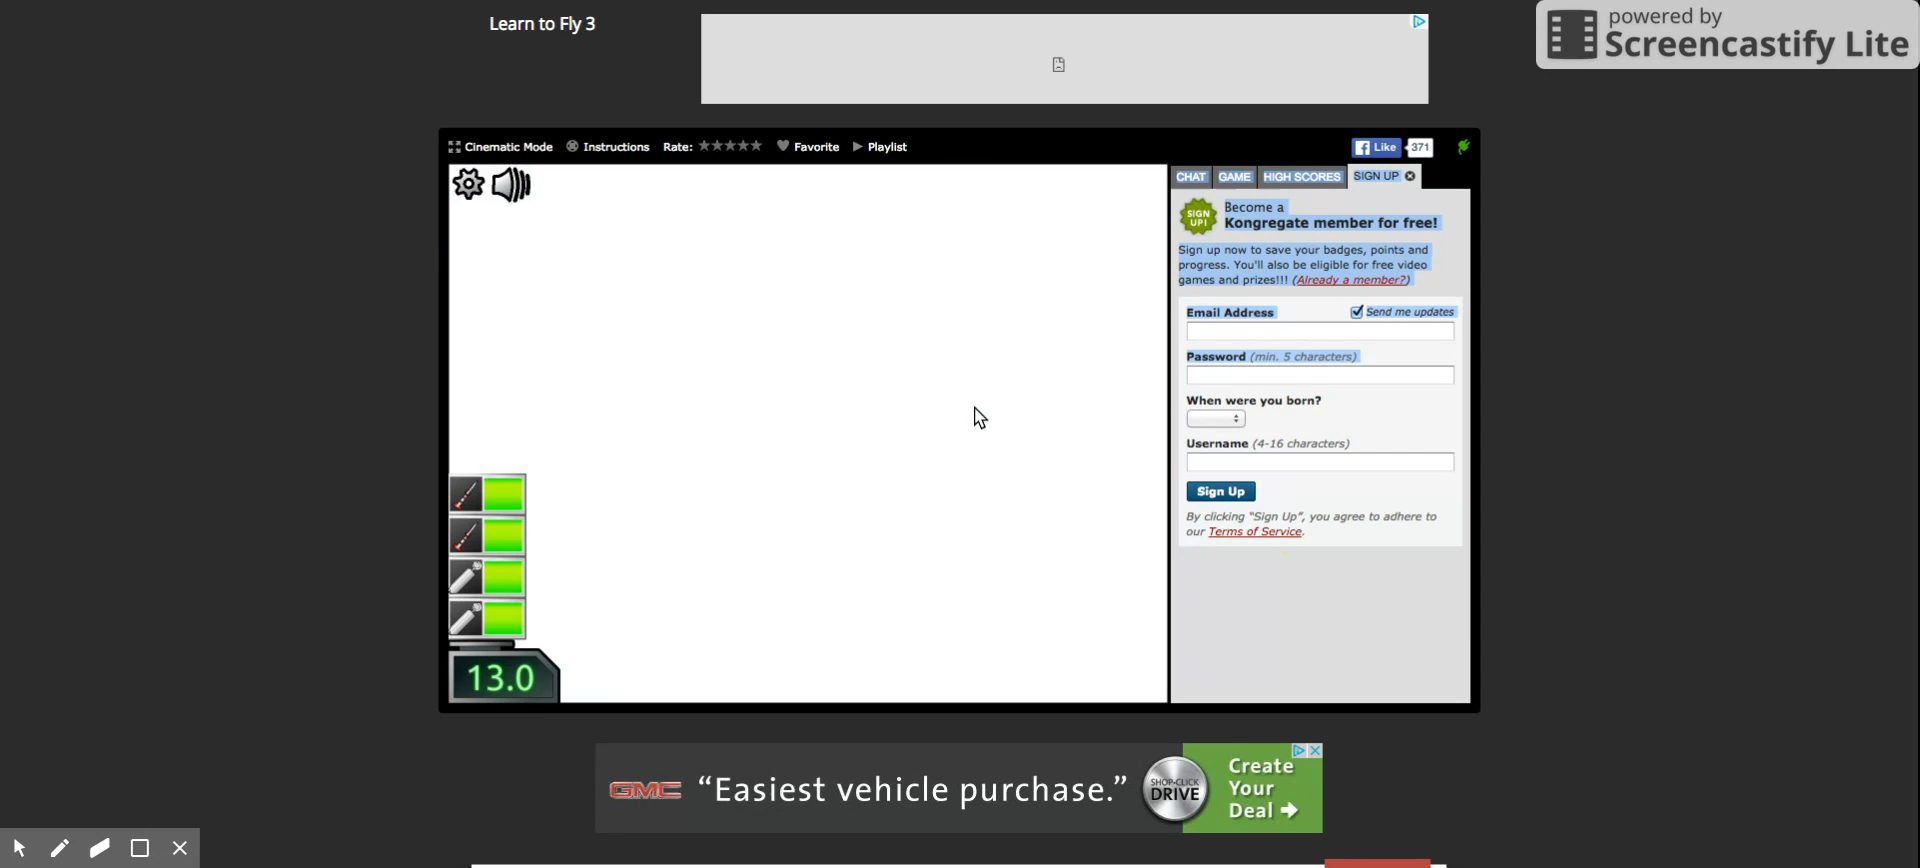 Learn to Fly 3
powered by
Screencastify Lite
Cinematic Mode Instructions Rate: Favorite Playlist
Like 371
CHAT GAME HIGH SCORES SIGN UP
SIGN UP!
Become a
Kongregate member for free!
Sign up now to save your badges, points and
progress. You'll also be eligible for free video
games and prizes!!! (Already a member?)
Email Address Send me updates
Password (min. 5 characters)
When were you born?
Username (4-16 characters)
Sign Up
By clicking "Sign Up", you agree to adhere to
our Terms of Service.
13.0
GMC “Easiest vehicle purchase.”
SHOP·CLICK
DRIVE
Create
Your
Deal